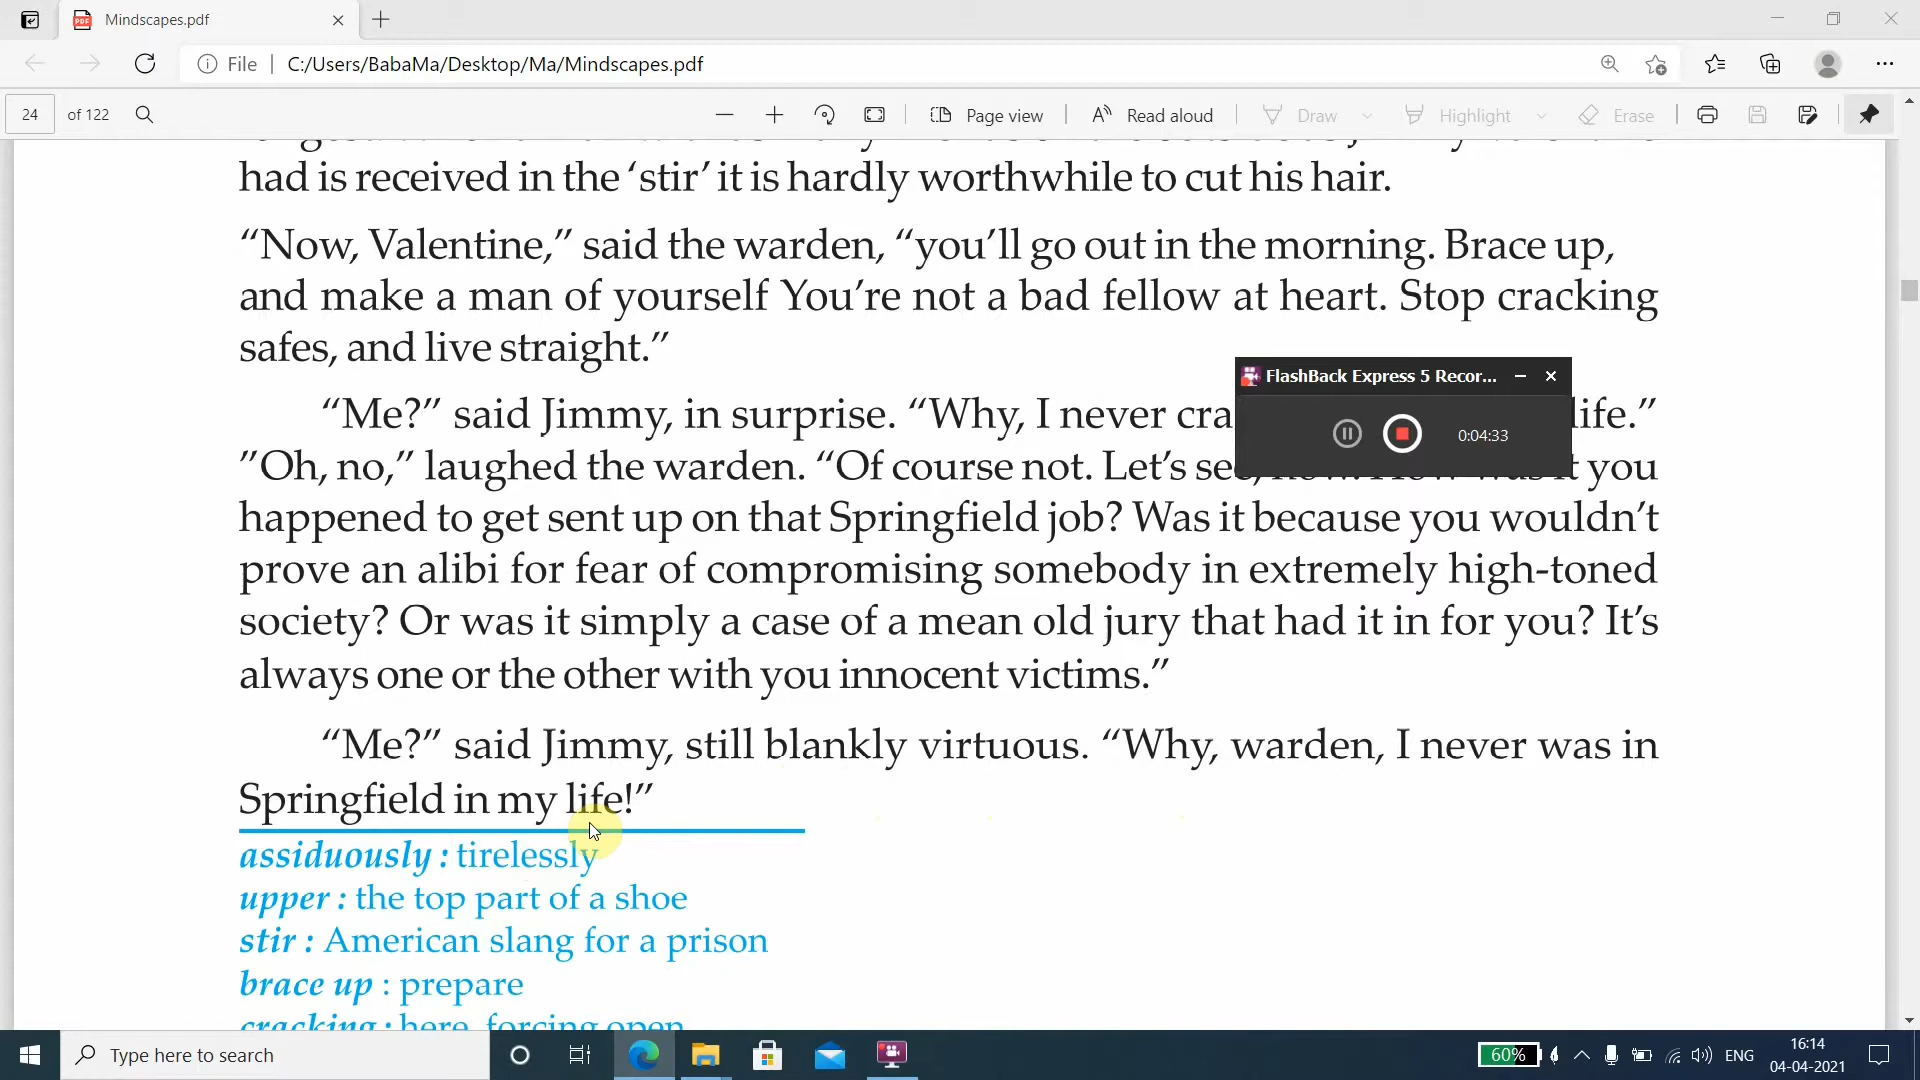 Mindscapes.pdf
File
C:/Users/BabaMa/Desktop/Ma/Mindscapes.pdf
24 of 122
Page view
Read aloud
Draw
Highlight
Erase
had is received in the ‘stir’ it is hardly worthwhile to cut his hair.
“Now, Valentine,” said the warden, “you’ll go out in the morning. Brace up,
and make a man of yourself You’re not a bad fellow at heart. Stop cracking
safes, and live straight.”
“Me?” said Jimmy, in surprise. “Why, I never life.”
”Oh, no,” laughed the warden. “Of course not. Let’s you
happened to get sent up on that Springfield job? Was it because you wouldn’t
prove an alibi for fear of compromising somebody in extremely high-toned
society? Or was it simply a case of a mean old jury that had it in for you? It’s
always one or the other with you innocent victims.”
“Me?” said Jimmy, still blankly virtuous. “Why, warden, I never was in
Springfield in my life!”
assiduously : tirelessly
upper : the top part of a shoe
stir : American slang for a prison
brace up : prepare
cracking : here, forcing open
FlashBack Express 5 Recor...
0:04:33
Type here to search
60%
ENG
16:14
04-04-2021